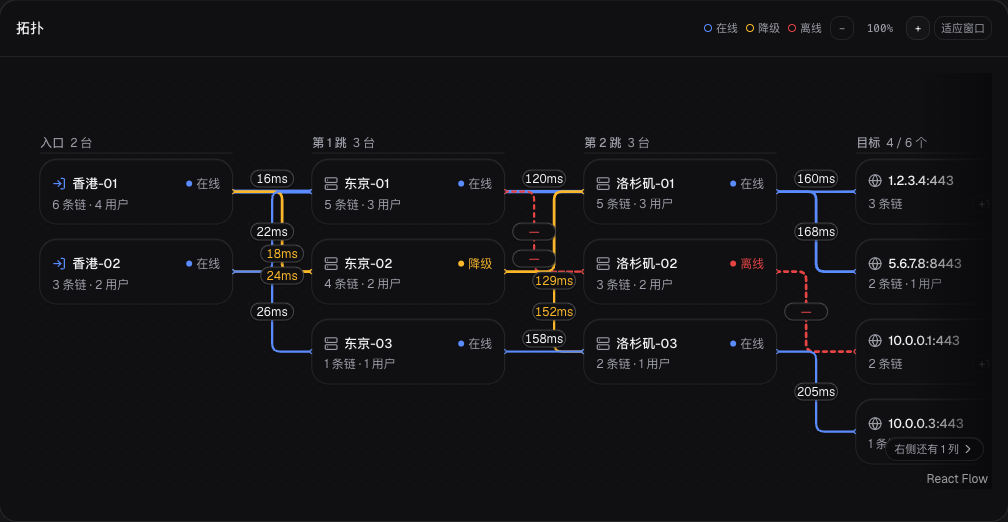 拓扑
在线 降级 离线 − 100% + 适应窗口
入口 2 台
第 1 跳 3 台
第 2 跳 3 台
目标 4 / 6 个
香港-01 在线
6 条链 · 4 用户
16ms
东京-01 在线
5 条链 · 3 用户
120ms
洛杉矶-01 在线
5 条链 · 3 用户
160ms
1.2.3.4:443
3 条链
22ms
18ms
24ms
26ms
—
—
129ms
152ms
158ms
168ms
香港-02 在线
3 条链 · 2 用户
东京-02 降级
4 条链 · 2 用户
洛杉矶-02 离线
3 条链 · 2 用户
5.6.7.8:8443
2 条链 · 1 用户
—
东京-03 在线
1 条链 · 1 用户
洛杉矶-03 在线
2 条链 · 1 用户
10.0.0.1:443
2 条链
205ms
10.0.0.3:443
1 条
右侧还有 1 列 >
React Flow